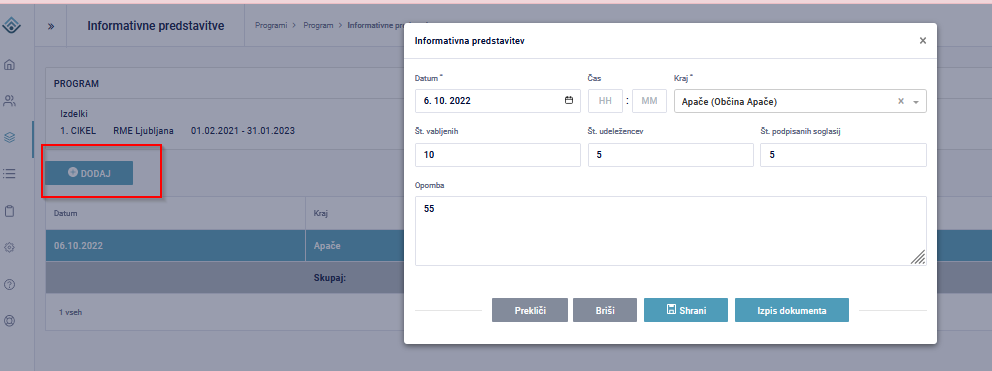 Informativne predstavitve
Programi > Program > Informativne
PROGRAM
Izdelki
1. CIKEL RME Ljubljana 01.02.2021 - 31.01.2023
DODAJ
Datum Kraj
06.10.2022 Apače
Skupaj:
1 vseh
Informativna predstavitev ×
Datum * Čas Kraj *
6. 10. 2022 HH : MM Apače (Občina Apače) ×
Št. vabljenih Št. udeležencev Št. podpisanih soglasij
10 5 5
Opomba
55
Prekliči Briši Shrani Izpis dokumenta